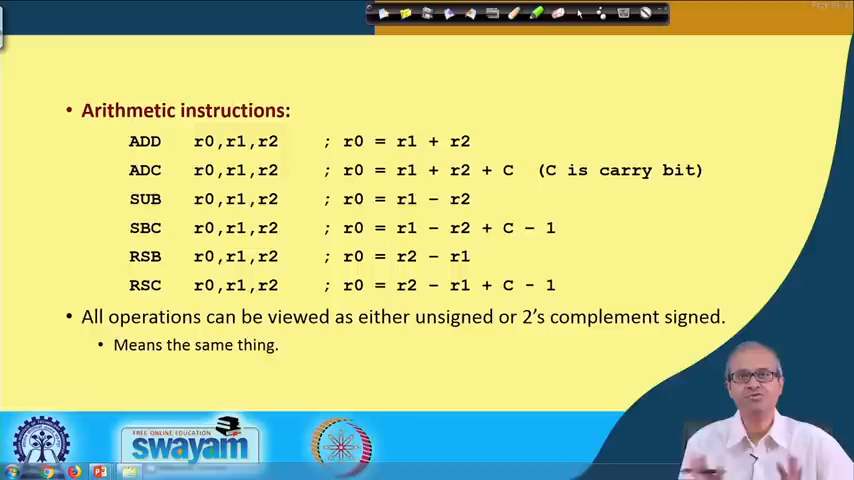 • Arithmetic instructions:
ADD r0,r1,r2 ; r0 = r1 + r2
ADC r0,r1,r2 ; r0 = r1 + r2 + C (C is carry bit)
SUB r0,r1,r2 ; r0 = r1 – r2
SBC r0,r1,r2 ; r0 = r1 – r2 + C – 1
RSB r0,r1,r2 ; r0 = r2 – r1
RSC r0,r1,r2 ; r0 = r2 – r1 + C - 1
• All operations can be viewed as either unsigned or 2's complement signed.
• Means the same thing.
FREE ONLINE EDUCATION
swayam